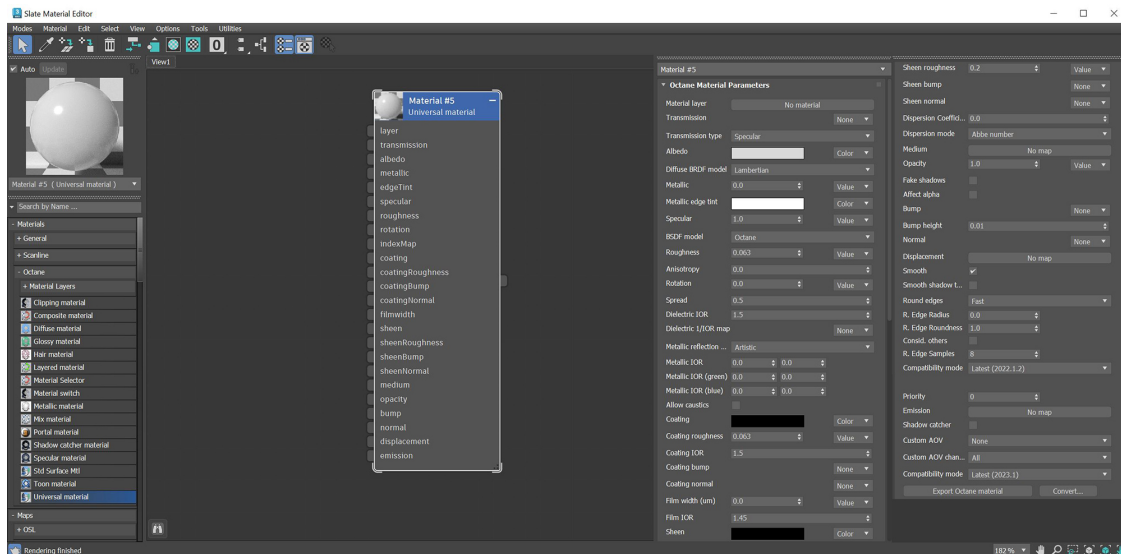 Slate Material Editor
Modes Material Edit Select View Options Tools Utilities
0
Auto Update
View1
Material #5 ( Universal material )
Search by Name ...
- Materials
+ General
+ Scanline
- Octane
+ Material Layers
Clipping material
Composite material
Diffuse material
Glossy material
Hair material
Layered material
Material Selector
Material switch
Metallic material
Mix material
Portal material
Shadow catcher material
Specular material
Std Surface Mtl
Toon material
Universal material
- Maps
+ OSL
Rendering finished
Material #5
Universal material
layer
transmission
albedo
metallic
edgeTint
specular
roughness
rotation
indexMap
coating
coatingRoughness
coatingBump
coatingNormal
filmwidth
sheen
sheenRoughness
sheenBump
sheenNormal
medium
opacity
bump
normal
displacement
emission
Material #5
Octane Material Parameters
Material layer No material
Transmission None
Transmission type Specular
Albedo Color
Diffuse BRDF model Lambertian
Metallic 0.0 Value
Metallic edge tint Color
Specular 1.0 Value
BSDF model Octane
Roughness 0.063 Value
Anisotropy 0.0
Rotation 0.0 Value
Spread 0.5
Dielectric IOR 1.5
Dielectric 1/IOR map None
Metallic reflection ... Artistic
Metallic IOR 0.0 0.0
Metallic IOR (green) 0.0 0.0
Metallic IOR (blue) 0.0 0.0
Allow caustics
Coating Color
Coating roughness 0.063 Value
Coating IOR 1.5
Coating bump None
Coating normal None
Film width (um) 0.0 Value
Film IOR 1.45
Sheen Color
Sheen roughness 0.2 Value
Sheen bump None
Sheen normal None
Dispersion Coeffici... 0.0
Dispersion mode Abbe number
Medium No map
Opacity 1.0 Value
Fake shadows
Affect alpha
Bump None
Bump height 0.01
Normal None
Displacement No map
Smooth
Smooth shadow t...
Round edges Fast
R. Edge Radius 0.0
R. Edge Roundness 1.0
Consid. others
R. Edge Samples 8
Compatibility mode Latest (2022.1.2)
Priority 0
Emission No map
Shadow catcher
Custom AOV None
Custom AOV chan... All
Compatibility mode Latest (2023.1)
Export Octane material Convert...
182 %